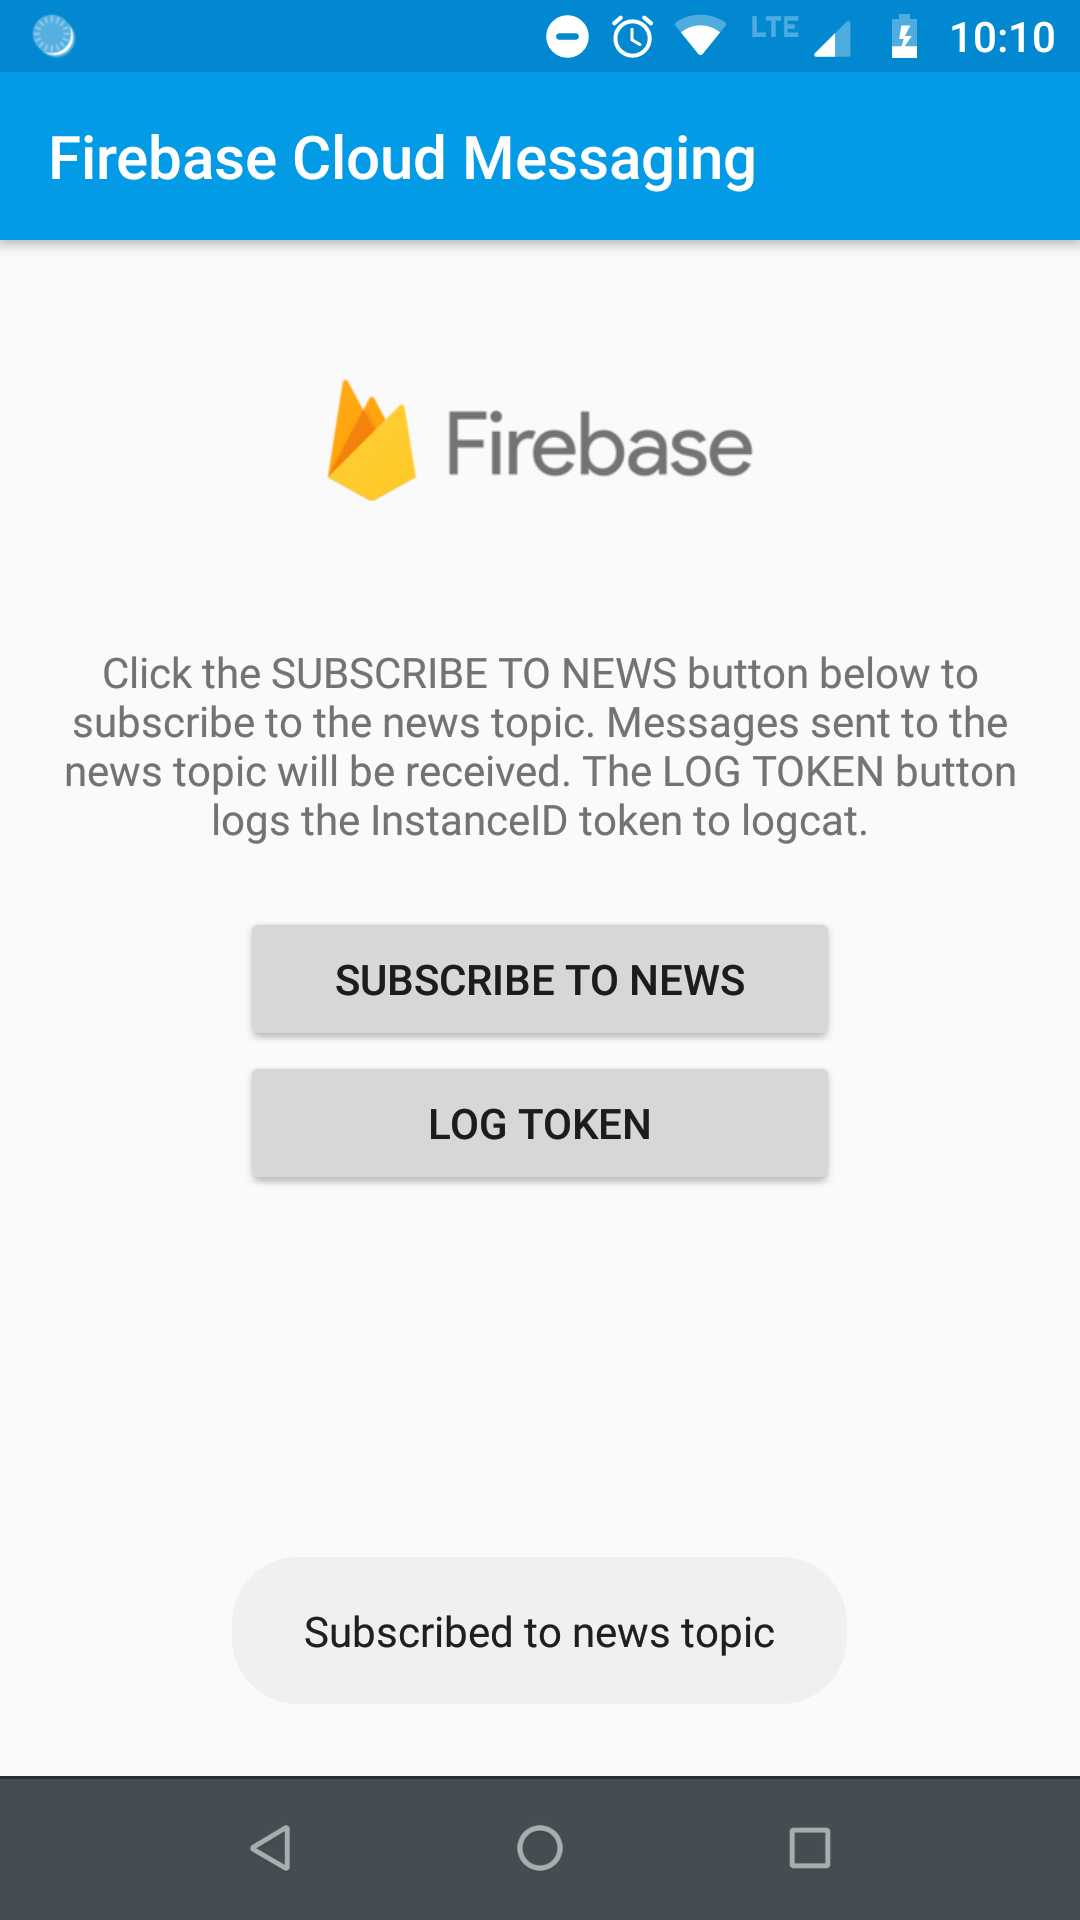 LTE 10:10
Firebase Cloud Messaging
Firebase
Click the SUBSCRIBE TO NEWS button below to
subscribe to the news topic. Messages sent to the
news topic will be received. The LOG TOKEN button
logs the InstanceID token to logcat.
SUBSCRIBE TO NEWS
LOG TOKEN
Subscribed to news topic